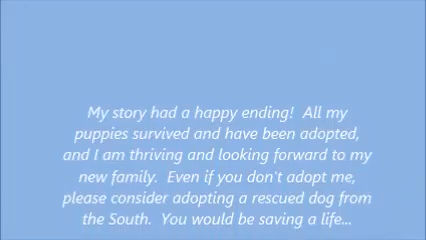 My story had a happy ending!  All my
puppies survived and have been adopted,
and I am thriving and looking forward to my
new family.  Even if you don't adopt me,
please consider adopting a rescued dog from
the South.  You would be saving a life...